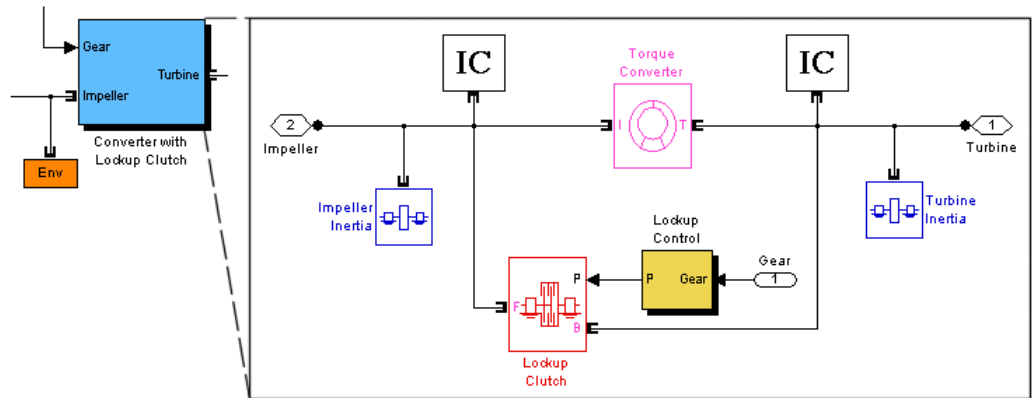 Gear
Turbine
Impeller
Converter with
Lockup Clutch
Env
IC
Torque
Converter
IC
2
Impeller
I
T
1
Turbine
Impeller
Inertia
Turbine
Inertia
Lockup
Control
P
P
Gear
Gear
1
F
B
Lockup
Clutch